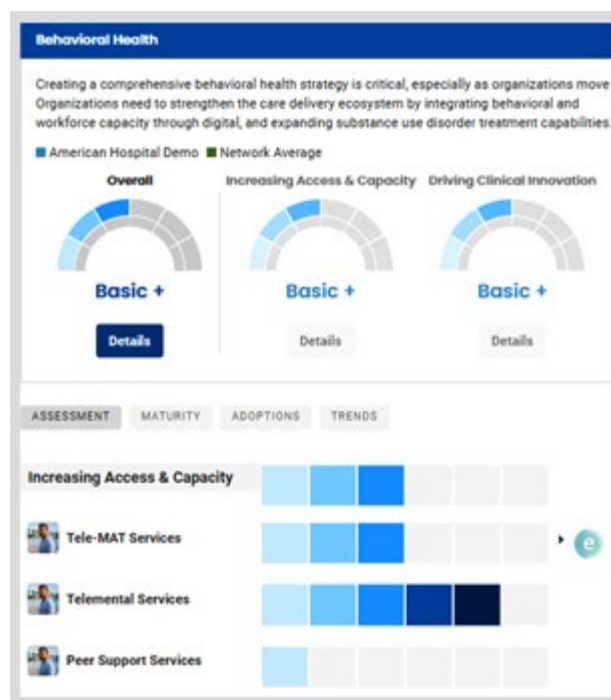 Behavioral Health
Creating a comprehensive behavioral health strategy is critical, especially as organizations move
Organizations need to strengthen the care delivery ecosystem by integrating behavioral and
workforce capacity through digital, and expanding substance use disorder treatment capabilities.
American Hospital Demo Network Average
Overall Increasing Access & Capacity Driving Clinical Innovation
Basic + Basic + Basic +
Details Details Details
ASSESSMENT MATURITY ADOPTIONS TRENDS
Increasing Access & Capacity
Tele-MAT Services
e
Telemental Services
Peer Support Services